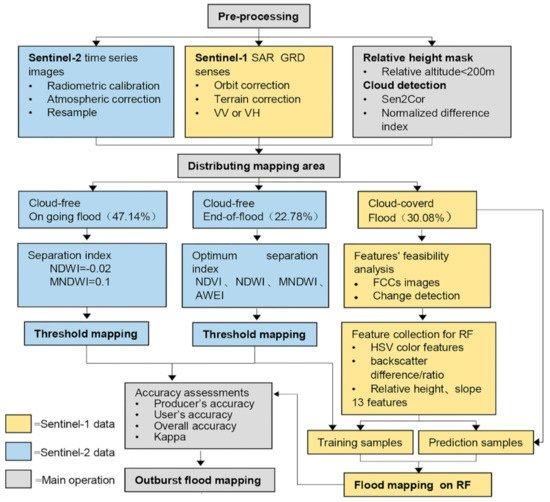 Pre-processing
Sentinel-2 time series
images
• Radiometric calibration
• Atmospheric correction
• Resample
Sentinel-1 SAR GRD
senses
• Orbit correction
• Terrain correction
• VV or VH
Relative height mask
• Relative altitude<200m
Cloud detection
• Sen2Cor
• Normalized difference
index
Distributing mapping area
Cloud-free
On going flood（47.14%）
Cloud-free
End-of-flood（22.78%）
Cloud-coverd
Flood（30.08%）
Separation index
NDWI=-0.02
MNDWI=0.1
Optimum separation
index
NDVI、NDWI、MNDWI、
AWEI
Features' feasibility
analysis
• FCCs images
• Change detection
Threshold mapping
Threshold mapping
Feature collection for RF
• HSV color features
• backscatter
difference/ratio
• Relative height、slope
13 features
Accuracy assessments
• Producer's accuracy
• User's accuracy
• Overall accuracy
• Kappa
Training samples
Prediction samples
Outburst flood mapping
Flood mapping on RF
=Sentinel-1 data
=Sentinel-2 data
=Main operation